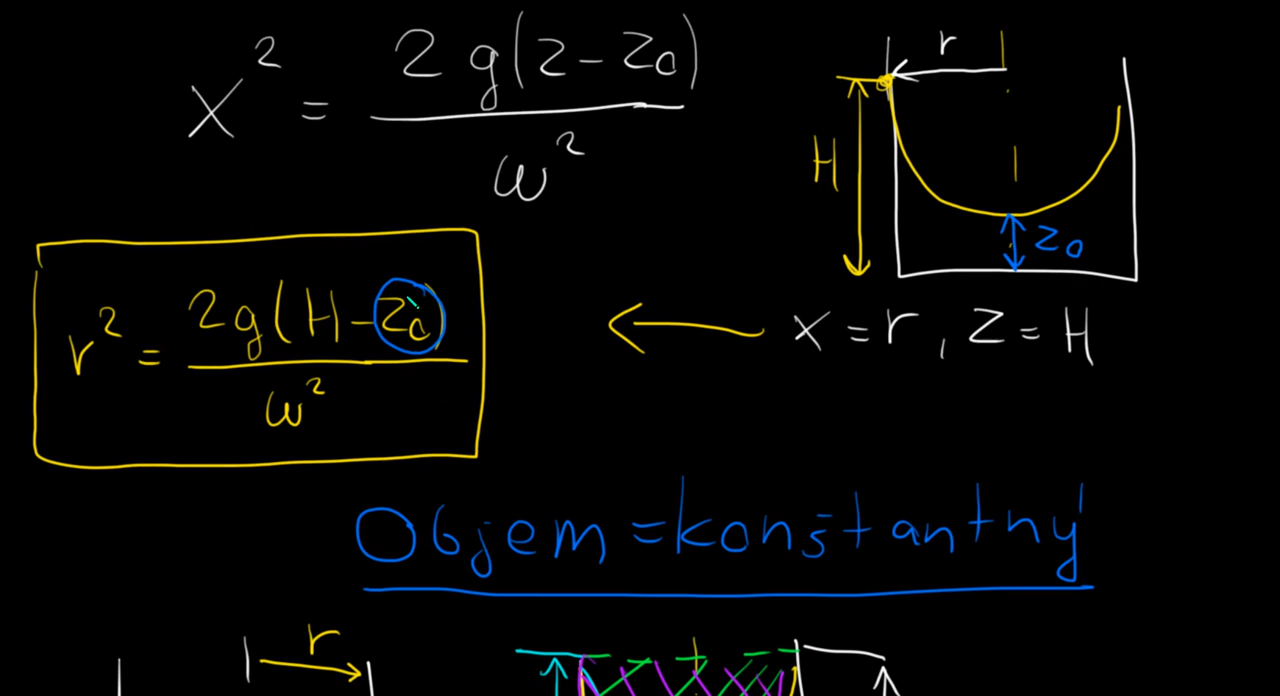 x² = 2g(z-z₀) / ω²
r
H
z₀
r² = 2g(H-z₀) / ω²
x = r, z = H
Objem = konštantný
r